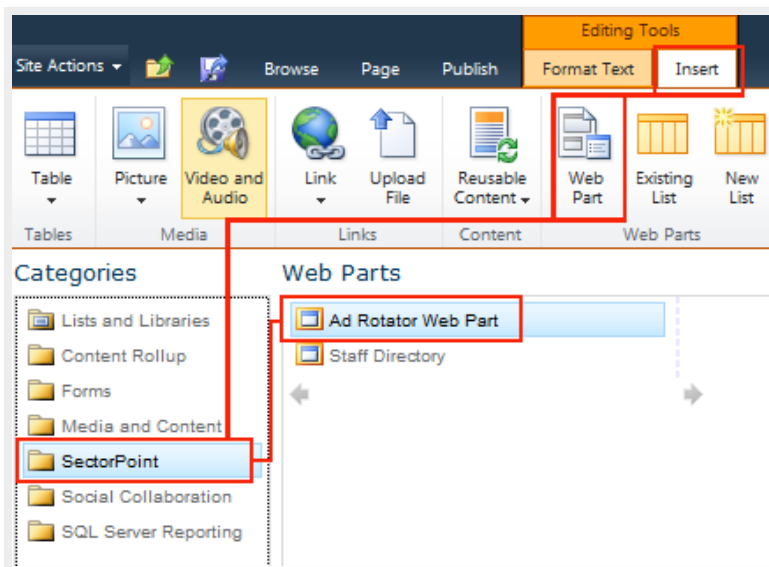 Editing Tools
Site Actions Browse Page Publish Format Text Insert
Table Picture Video and Audio Link Upload File Reusable Content Web Part Existing List New List
Tables Media Links Content Web Parts
Categories
Lists and Libraries
Content Rollup
Forms
Media and Content
SectorPoint
Social Collaboration
SQL Server Reporting
Web Parts
Ad Rotator Web Part
Staff Directory